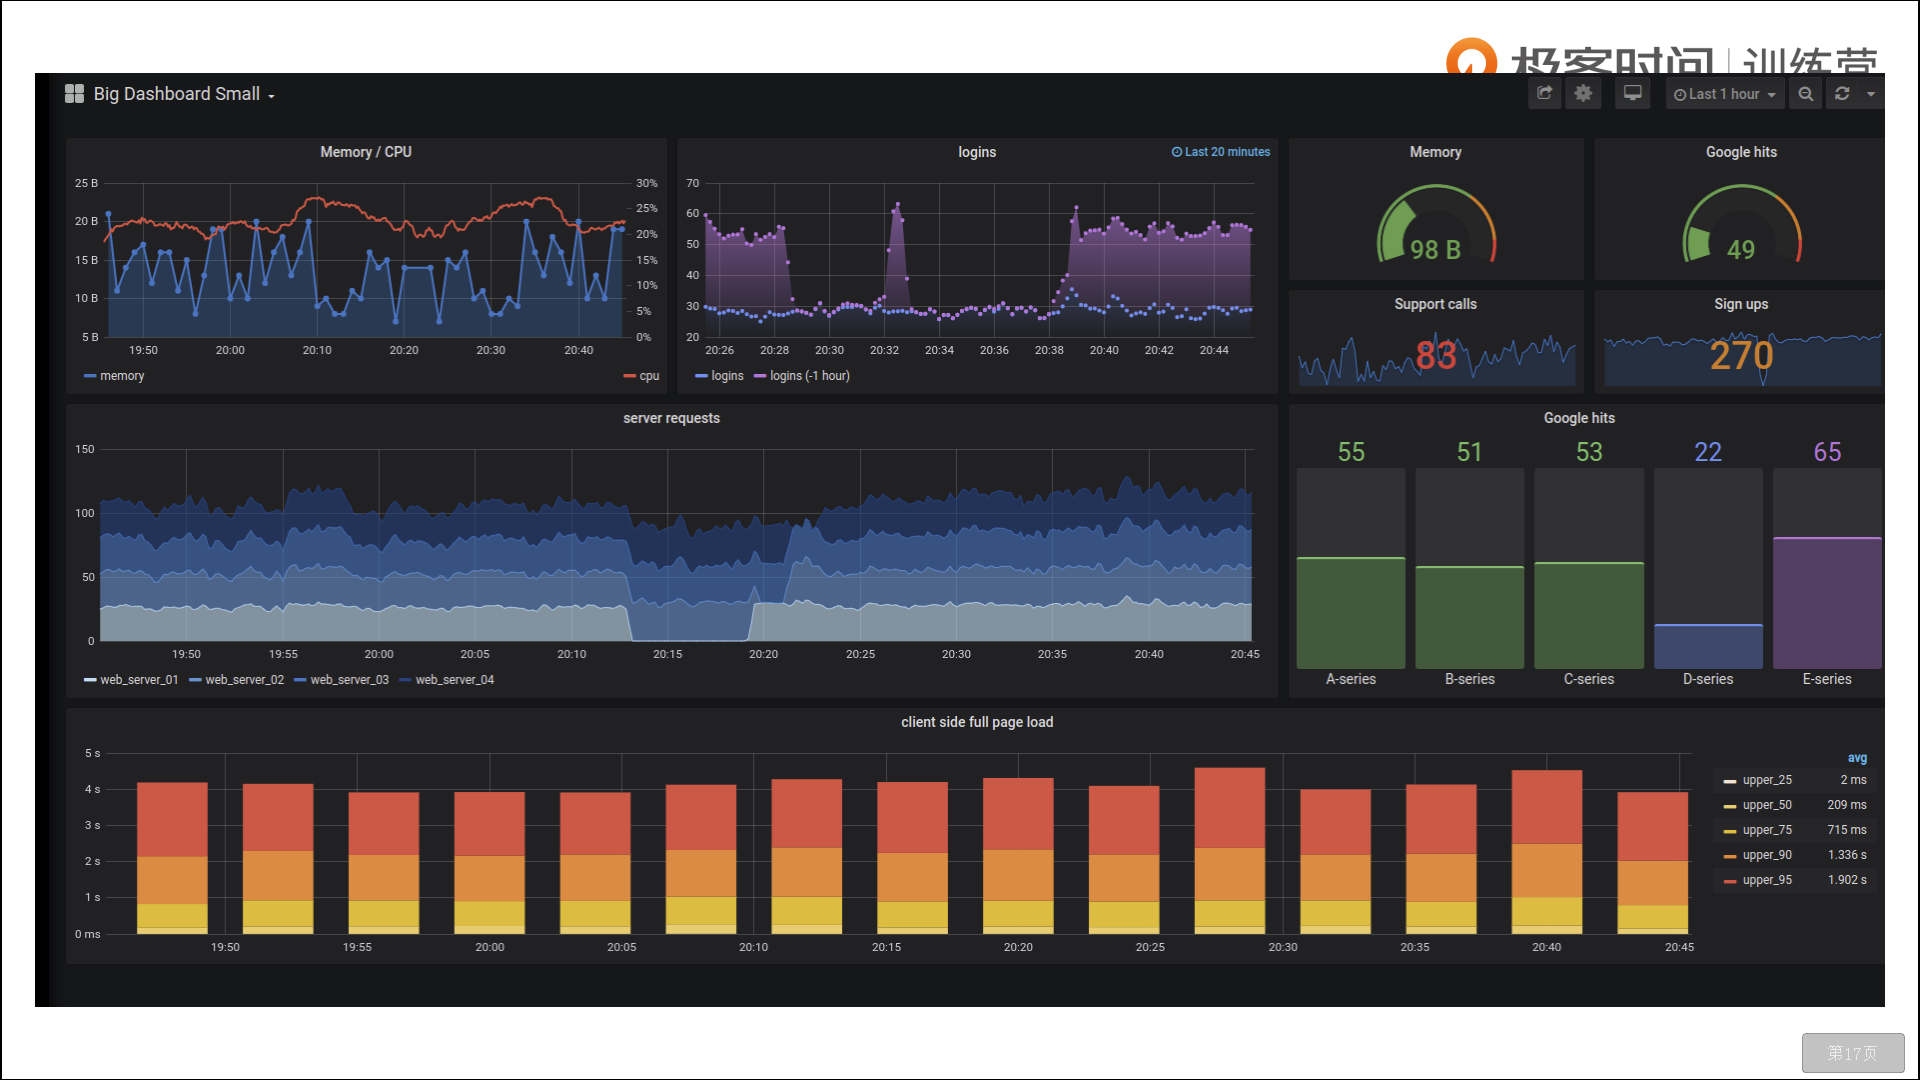 极客时间 | 训练营
Big Dashboard Small
Last 1 hour
Memory / CPU
25 B
20 B
15 B
10 B
5 B
30%
25%
20%
15%
10%
5%
0%
19:50 20:00 20:10 20:20 20:30 20:40
memory cpu
logins
Last 20 minutes
70
60
50
40
30
20
20:26 20:28 20:30 20:32 20:34 20:36 20:38 20:40 20:42 20:44
logins logins (-1 hour)
Memory
98 B
Google hits
49
Support calls
83
Sign ups
270
server requests
150
100
50
0
19:50 19:55 20:00 20:05 20:10 20:15 20:20 20:25 20:30 20:35 20:40 20:45
web_server_01 web_server_02 web_server_03 web_server_04
Google hits
55 51 53 22 65
A-series B-series C-series D-series E-series
client side full page load
5 s
4 s
3 s
2 s
1 s
0 ms
19:50 19:55 20:00 20:05 20:10 20:15 20:20 20:25 20:30 20:35 20:40 20:45
avg
upper_25 2 ms
upper_50 209 ms
upper_75 715 ms
upper_90 1.336 s
upper_95 1.902 s
第17页